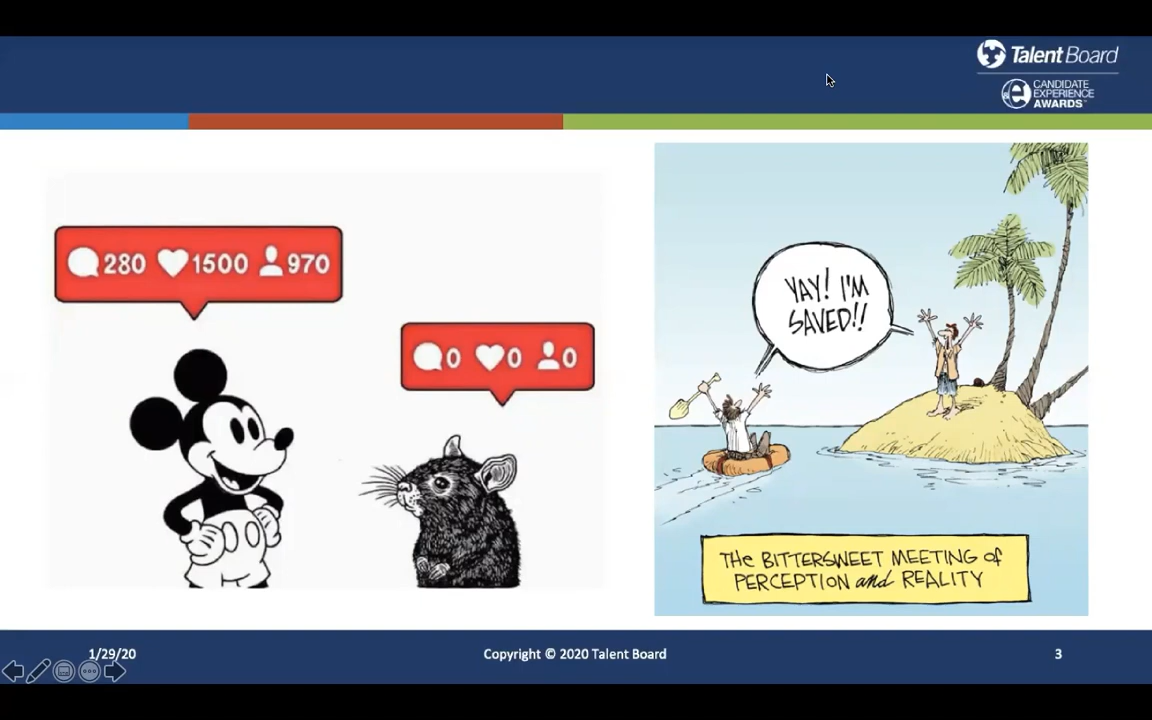 Talent Board
CANDIDATE
EXPERIENCE
AWARDS™
280 1500 970
0 0 0
YAY! I'M
SAVED!!
THE BITTERSWEET MEETING OF
PERCEPTION and REALITY
1/29/20
Copyright © 2020 Talent Board
3